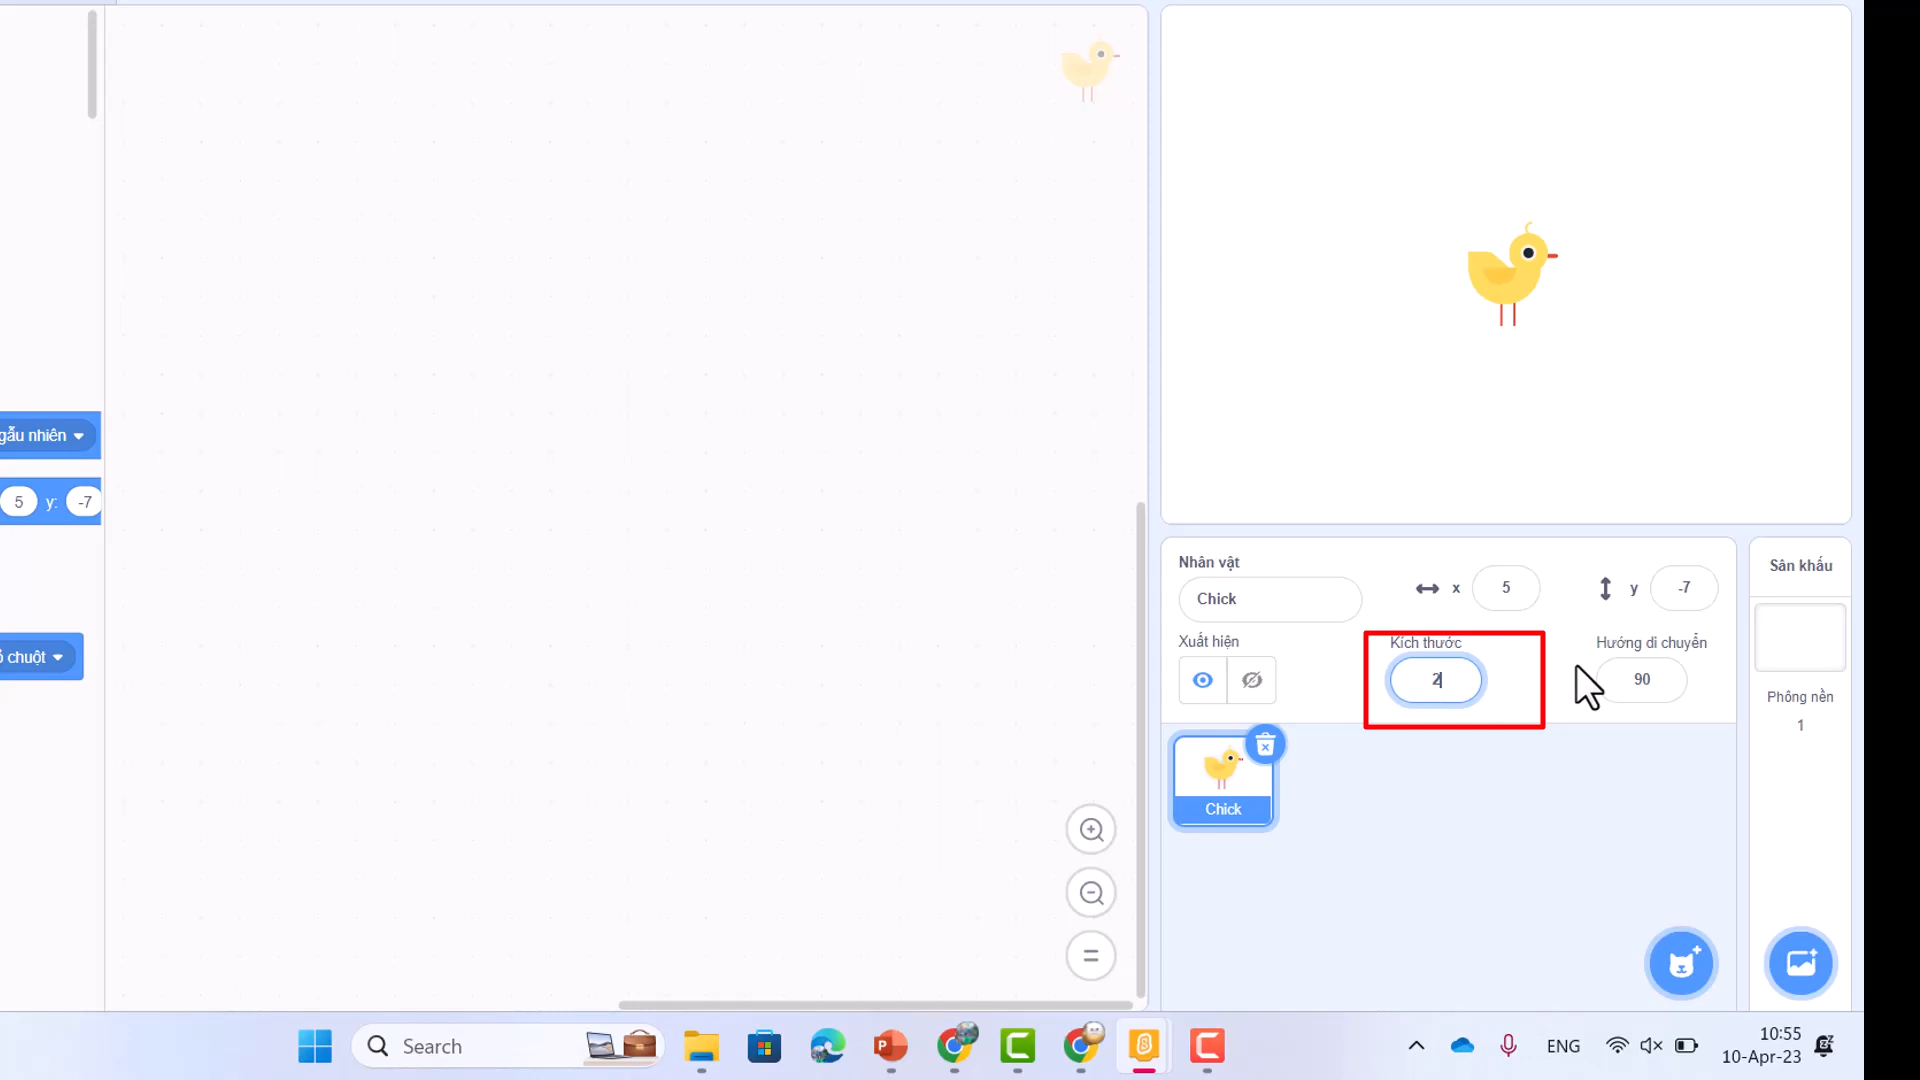 gẫu nhiên
5 y: -7
chuột
Nhân vật
Chick
x 5
y -7
Xuất hiện
Kích thước
2
Hướng di chuyển
90
Chick
Sân khấu
Phông nền
1
Search
ENG
10:55
10-Apr-23